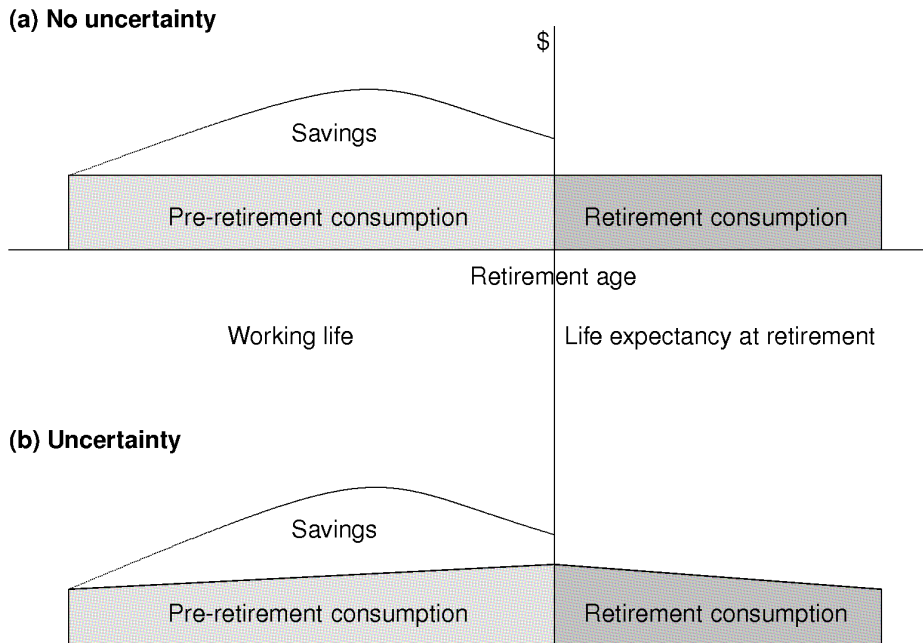 (a) No uncertainty
$
Savings
Pre-retirement consumption
Retirement consumption
Retirement age
Working life
Life expectancy at retirement
(b) Uncertainty
Savings
Pre-retirement consumption
Retirement consumption